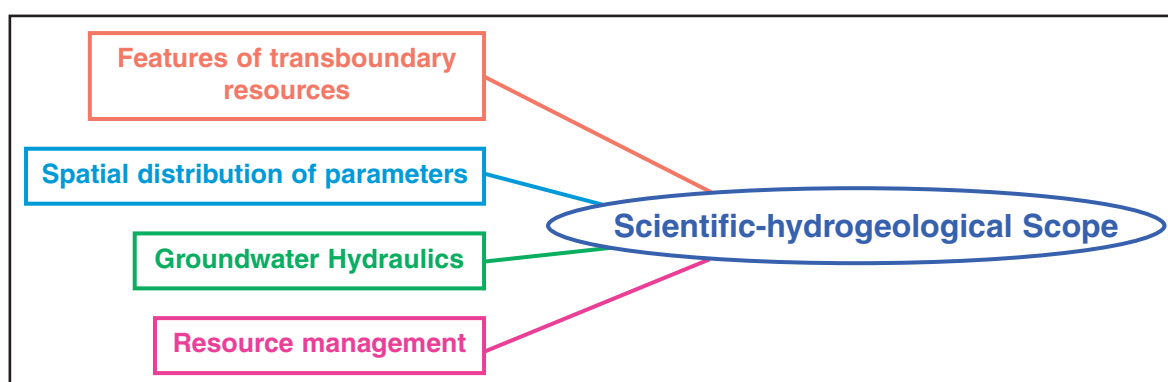 Features of transboundary
resources
Spatial distribution of parameters
Scientific-hydrogeological Scope
Groundwater Hydraulics
Resource management